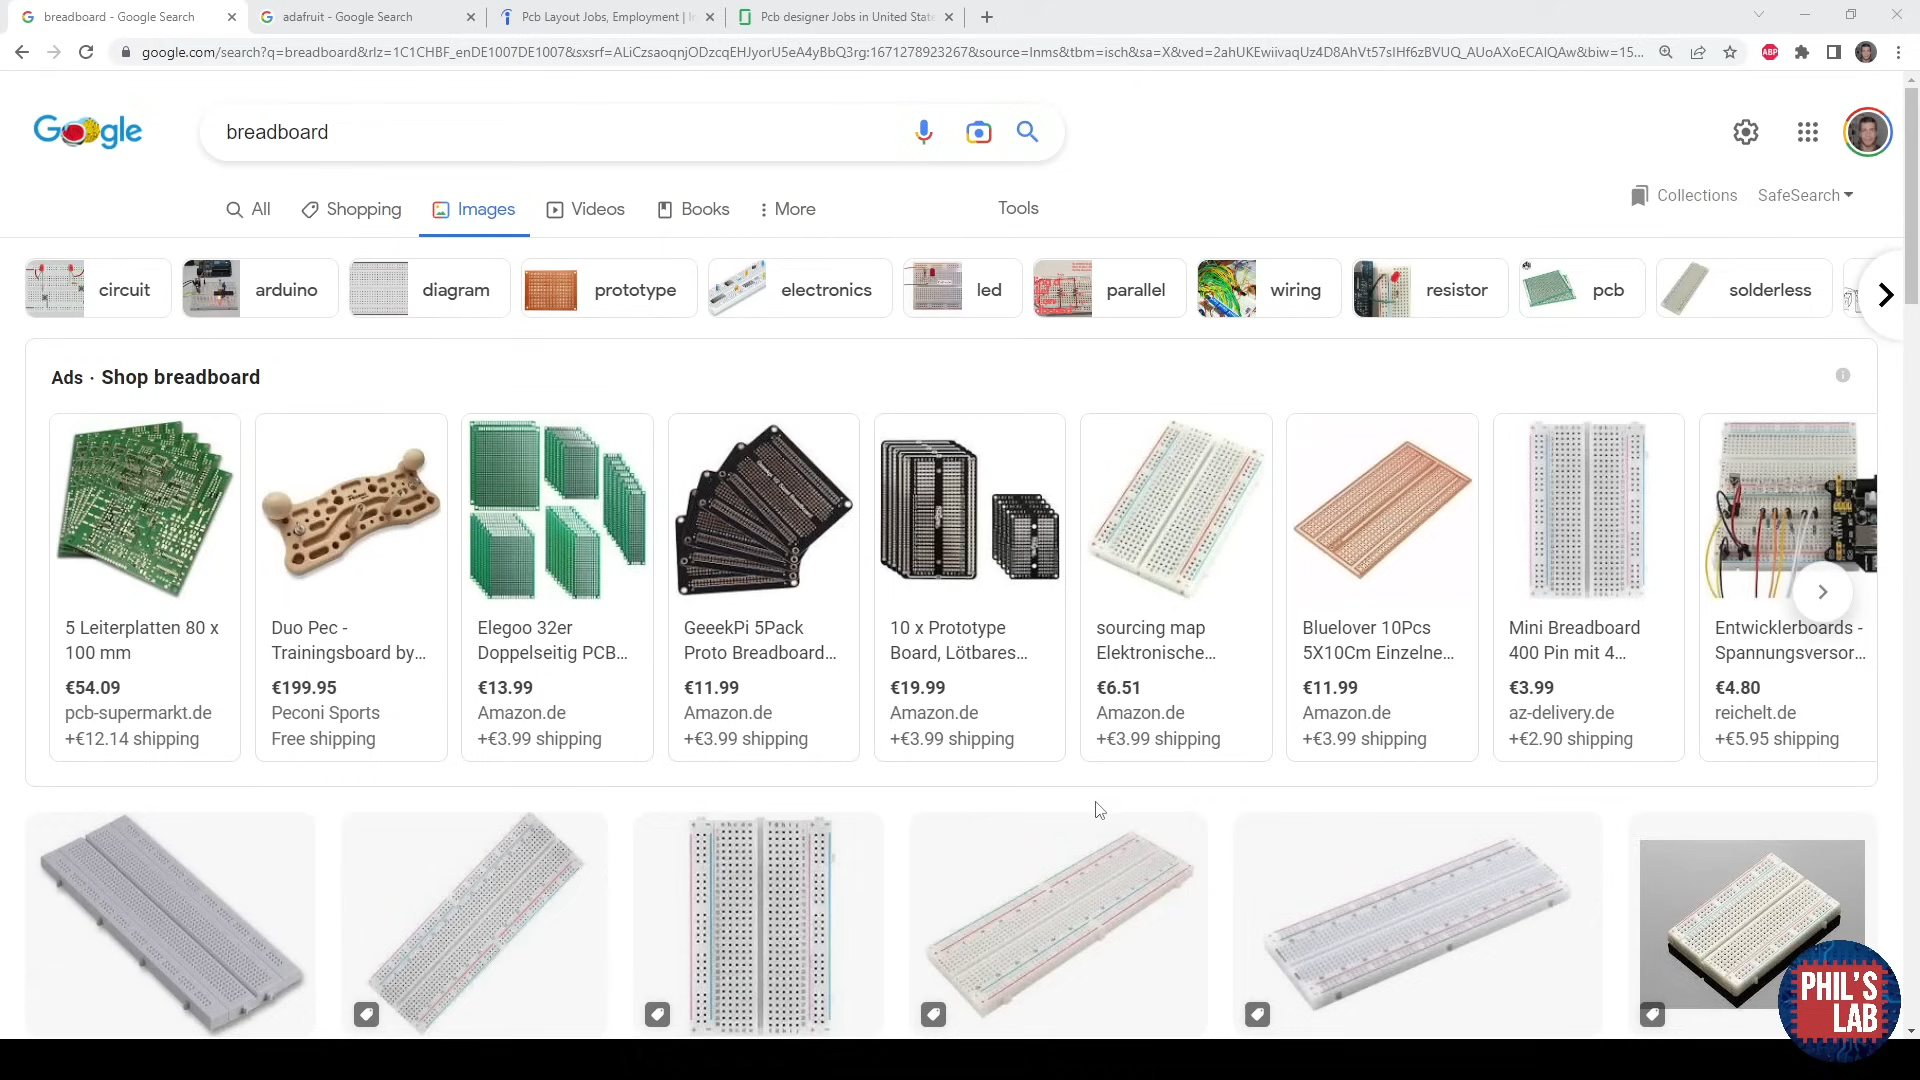 breadboard - Google Search
adafruit - Google Search
Pcb Layout Jobs, Employment |
Pcb designer Jobs in United State
google.com/search?q=breadboard&rlz=1C1CHBF_enDE1007DE1007&sxsrf=ALiCzsaoqnjODzcqEHJyorU5eA4yBbQ3rg:1671278923267&source=lnms&tbm=isch&sa=X&ved=2ahUKEwiivaqUz4D8AhVt57sIHf6zBVUQ_AUoAXoECAIQAw&biw=15...
ABP
Google
breadboard
All
Shopping
Images
Videos
Books
More
Tools
Collections
SafeSearch
circuit
arduino
diagram
prototype
electronics
led
parallel
wiring
resistor
pcb
solderless
Ads · Shop breadboard
5 Leiterplatten 80 x
100 mm
€54.09
pcb-supermarkt.de
+€12.14 shipping
Duo Pec -
Trainingsboard by...
€199.95
Peconi Sports
Free shipping
Elegoo 32er
Doppelseitig PCB...
€13.99
Amazon.de
+€3.99 shipping
GeeekPi 5Pack
Proto Breadboard...
€11.99
Amazon.de
+€3.99 shipping
10 x Prototype
Board, Lötbares...
€19.99
Amazon.de
+€3.99 shipping
sourcing map
Elektronische...
€6.51
Amazon.de
+€3.99 shipping
Bluelover 10Pcs
5X10Cm Einzelne...
€11.99
Amazon.de
+€3.99 shipping
Mini Breadboard
400 Pin mit 4...
€3.99
az-delivery.de
+€2.90 shipping
Entwicklerboards -
Spannungsversor...
€4.80
reichelt.de
+€5.95 shipping
PHIL'S
LAB